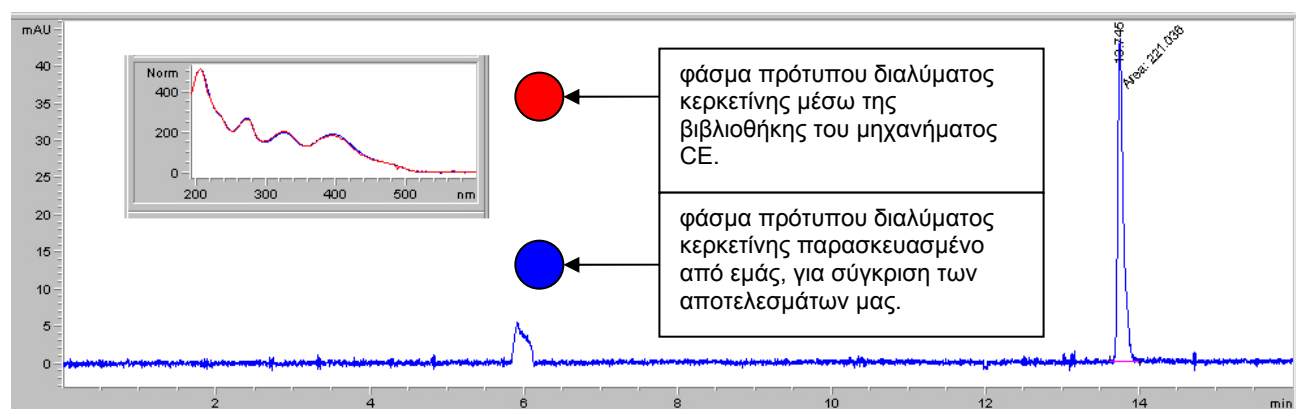 mAU
40
35
30
25
20
15
10
5
0
Norm
400
200
0
200 300 400 500 nm
φάσμα πρότυπου διαλύματος
κερκετίνης μέσω της
βιβλιοθήκης του μηχανήματος
CE.
φάσμα πρότυπου διαλύματος
κερκετίνης παρασκευασμένο
από εμάς, για σύγκριση των
αποτελεσμάτων μας.
13.745
Area: 221.036
2 4 6 8 10 12 14 min